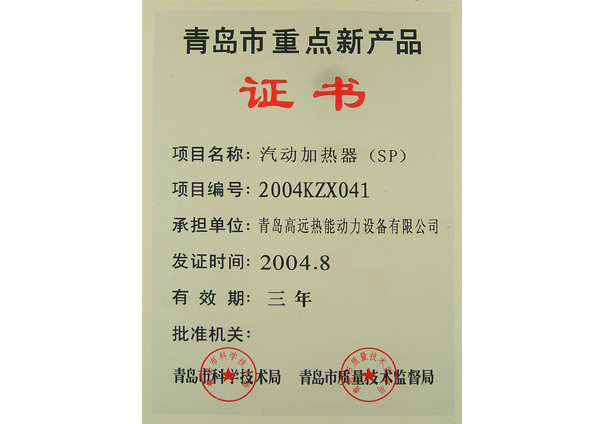 青岛市重点新产品
证书
项目名称：汽动加热器（SP）
项目编号：2004KZX041
承担单位：青岛高远热能动力设备有限公司
发证时间：2004.8
有效期：三年
批准机关：
青岛市科学技术局 青岛市质量技术监督局